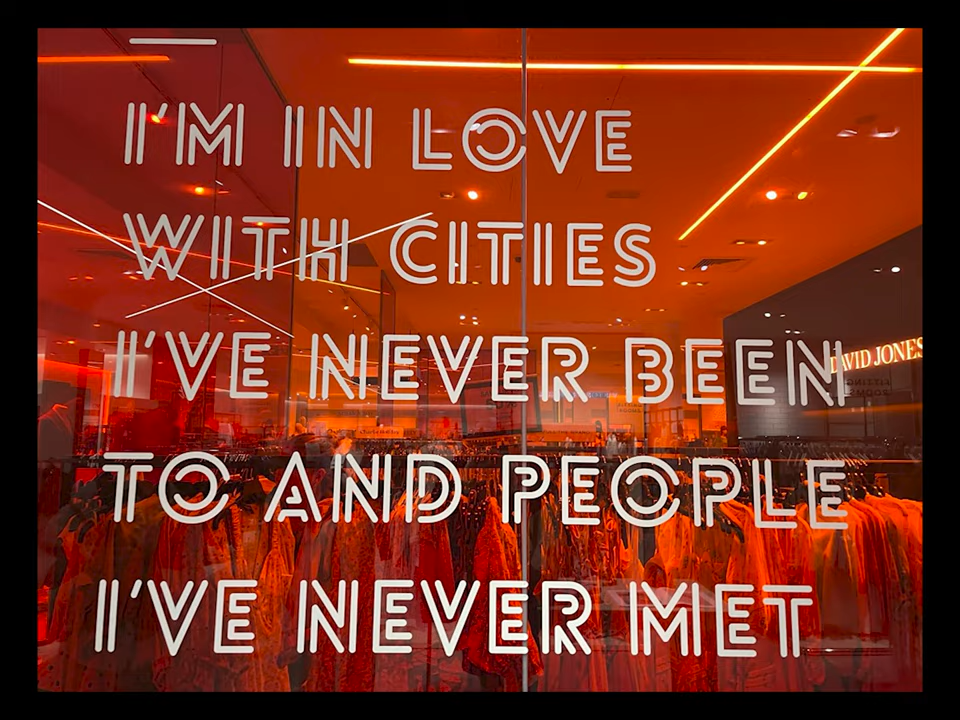 I'M IN LOVE
WITH CITIES
I'VE NEVER BEEN
DAVID JONES
TO AND PEOPLE
I'VE NEVER MET